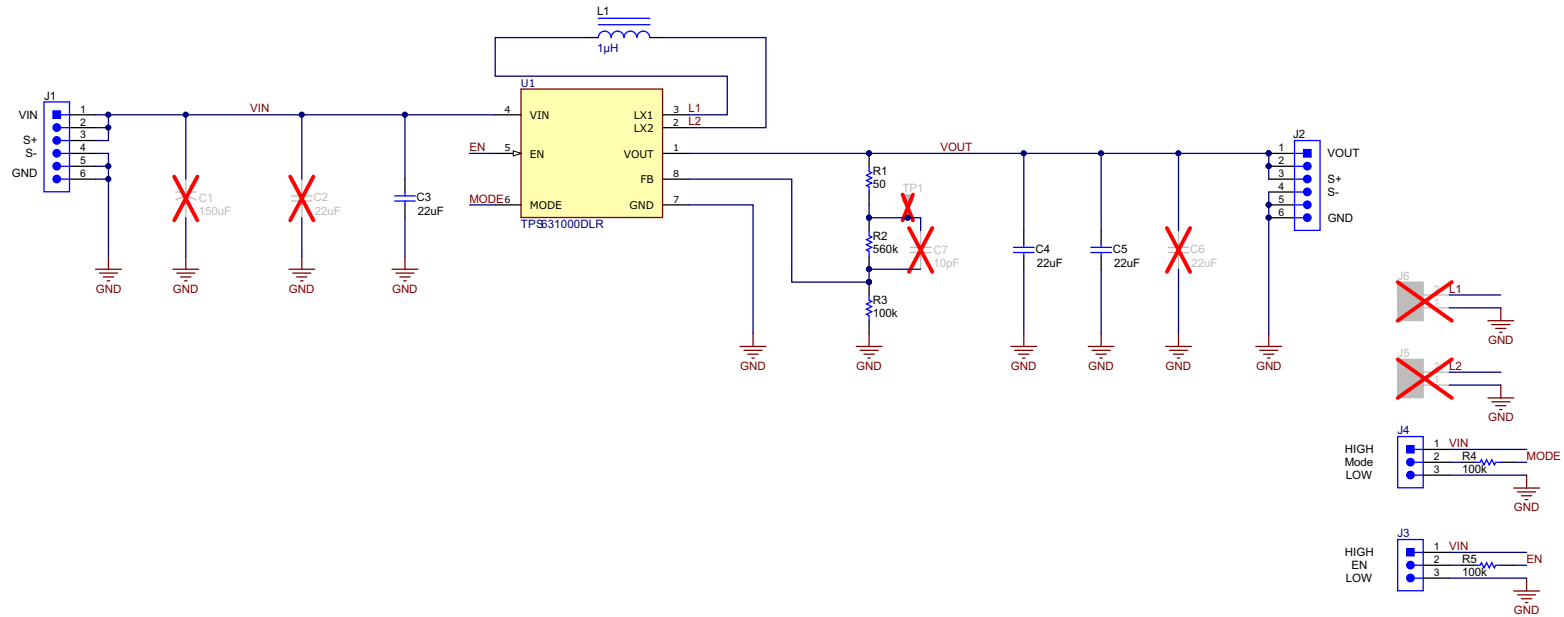 L1
1µH
U1
TPS631000DLR
4 VIN
5 EN
6 MODE
LX1 3 L1
LX2 2 L2
VOUT 1
FB 8
GND 7
EN
MODE
J1
VIN 1
2
S+ 3
S- 4
GND 5
6
VIN
C1
150uF
C2
22uF
C3
22uF
GND
GND
GND
GND
VOUT
R1
50
TP1
R2
560k
C7
10pF
R3
100k
C4
22uF
C5
22uF
C6
22uF
GND
GND
GND
GND
GND
GND
J2
1 VOUT
2
3 S+
4 S-
5
6 GND
J6
L1
GND
J5
L2
GND
J4
HIGH 1 VIN
Mode 2 R4 MODE
LOW 3 100k
GND
J3
HIGH 1 VIN
EN 2 R5 EN
LOW 3 100k
GND